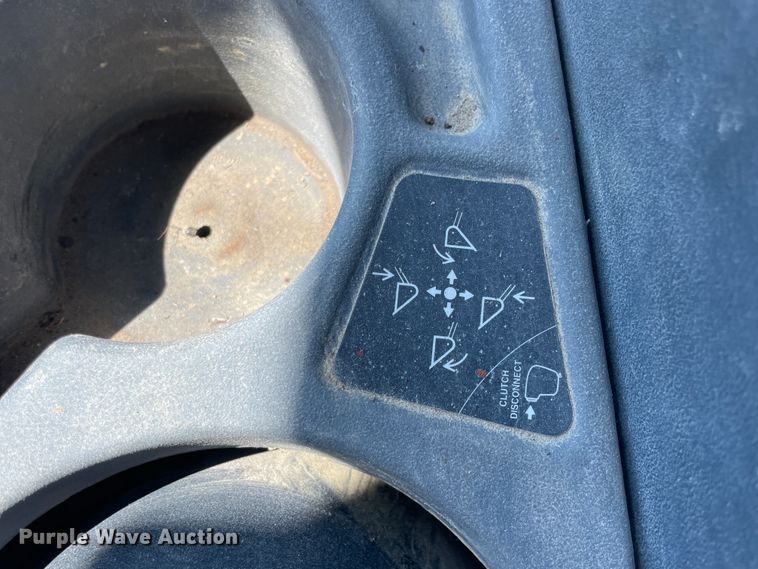 CLUTCH
DISCONNECT
Purple Wave Auction